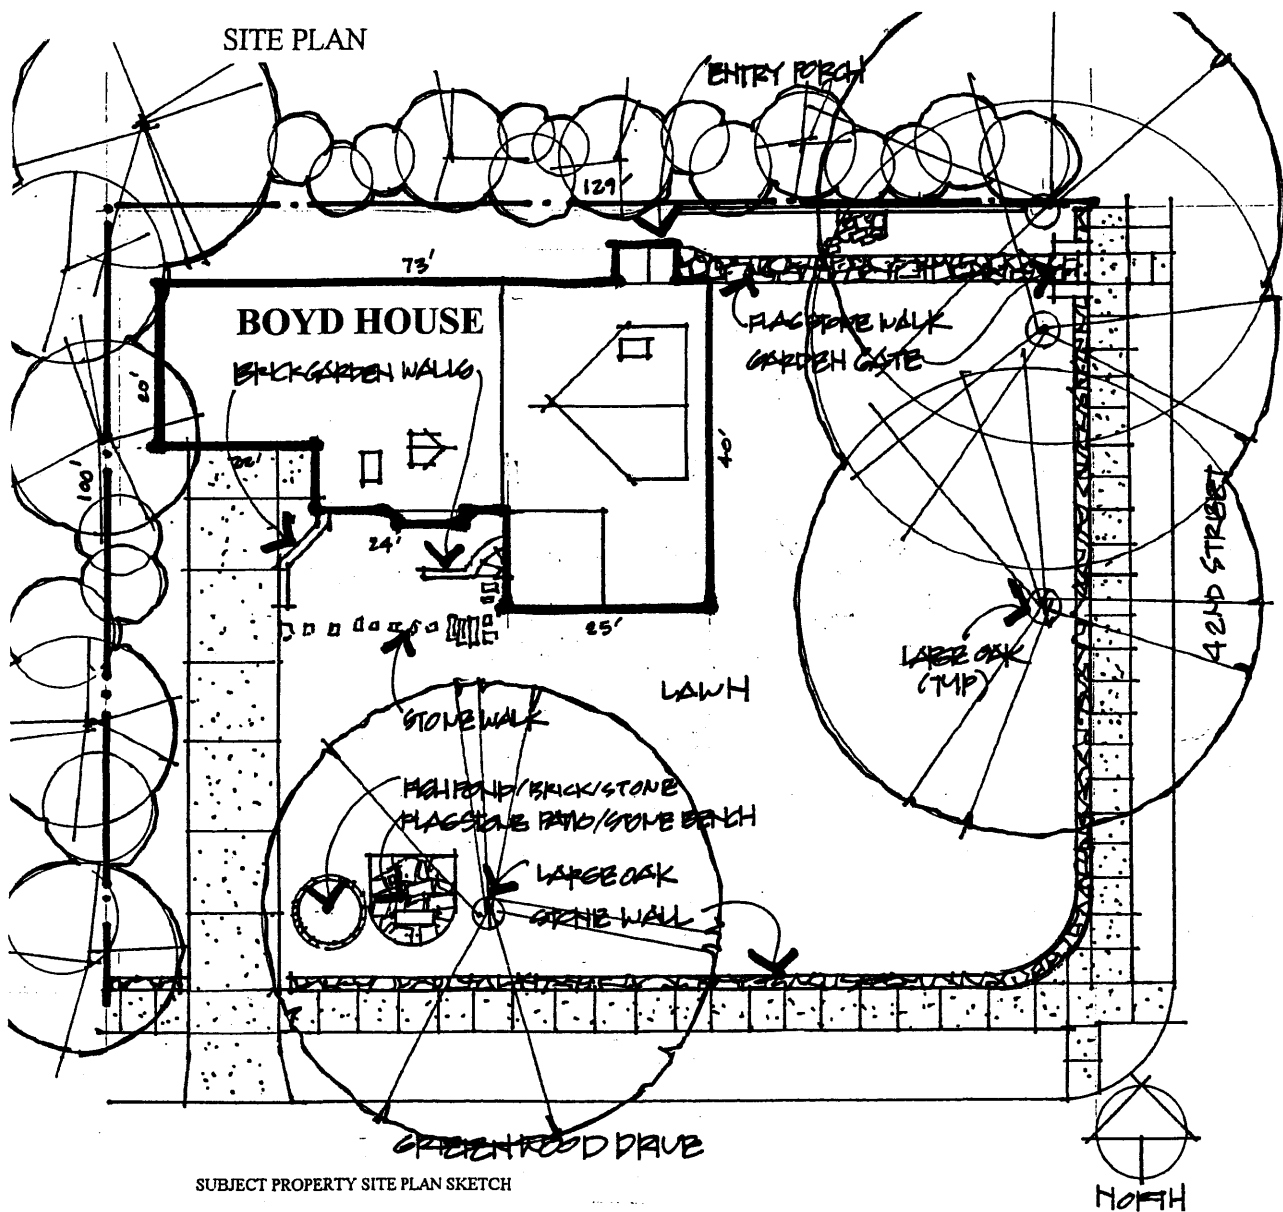 SITE PLAN
ENTRY PORCH
129'
73'
BOYD HOUSE
FLAGSTONE WALK
GARDEN GATE
BRICK GARDEN WALLS
20'
40'
22'
100'
42ND STREET
24'
25'
LARGE OAK
(TYP)
LAWN
STONE WALK
FISH POND/BRICK/STONE
FLAGSTONE PATIO/STONE BENCH
LARGE OAK
STONE WALL
GREENWOOD DRIVE
SUBJECT PROPERTY SITE PLAN SKETCH
NORTH